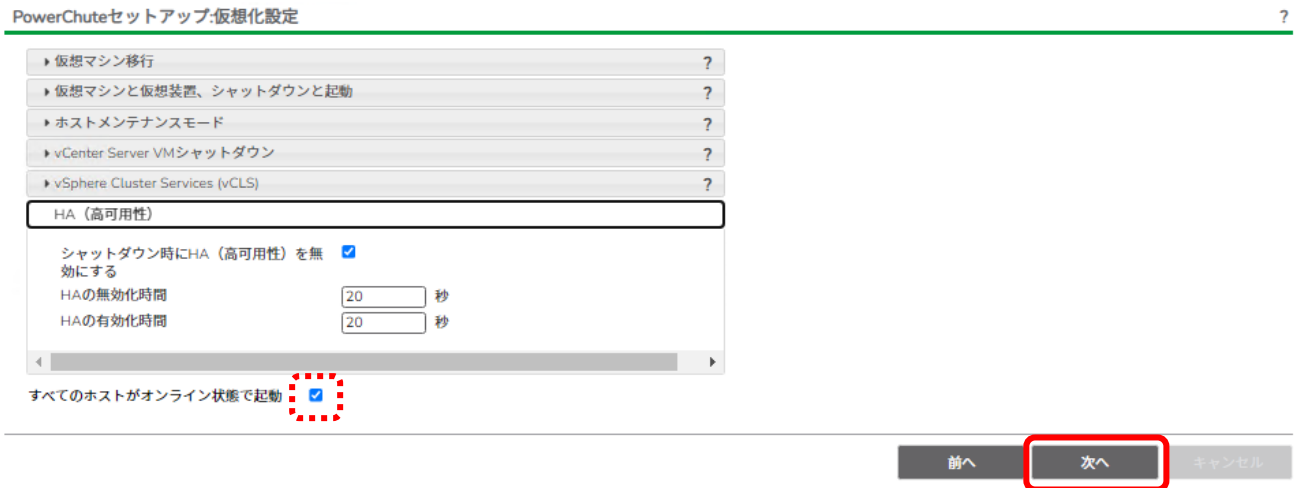 PowerChuteセットアップ:仮想化設定 ?
仮想マシン移行 ?
仮想マシンと仮想装置、シャットダウンと起動 ?
ホストメンテナンスモード ?
vCenter Server VMシャットダウン ?
vSphere Cluster Services (vCLS) ?
HA（高可用性）
シャットダウン時にHA（高可用性）を無
効にする
HAの無効化時間 20 秒
HAの有効化時間 20 秒
すべてのホストがオンライン状態で起動
前へ 次へ キャンセル